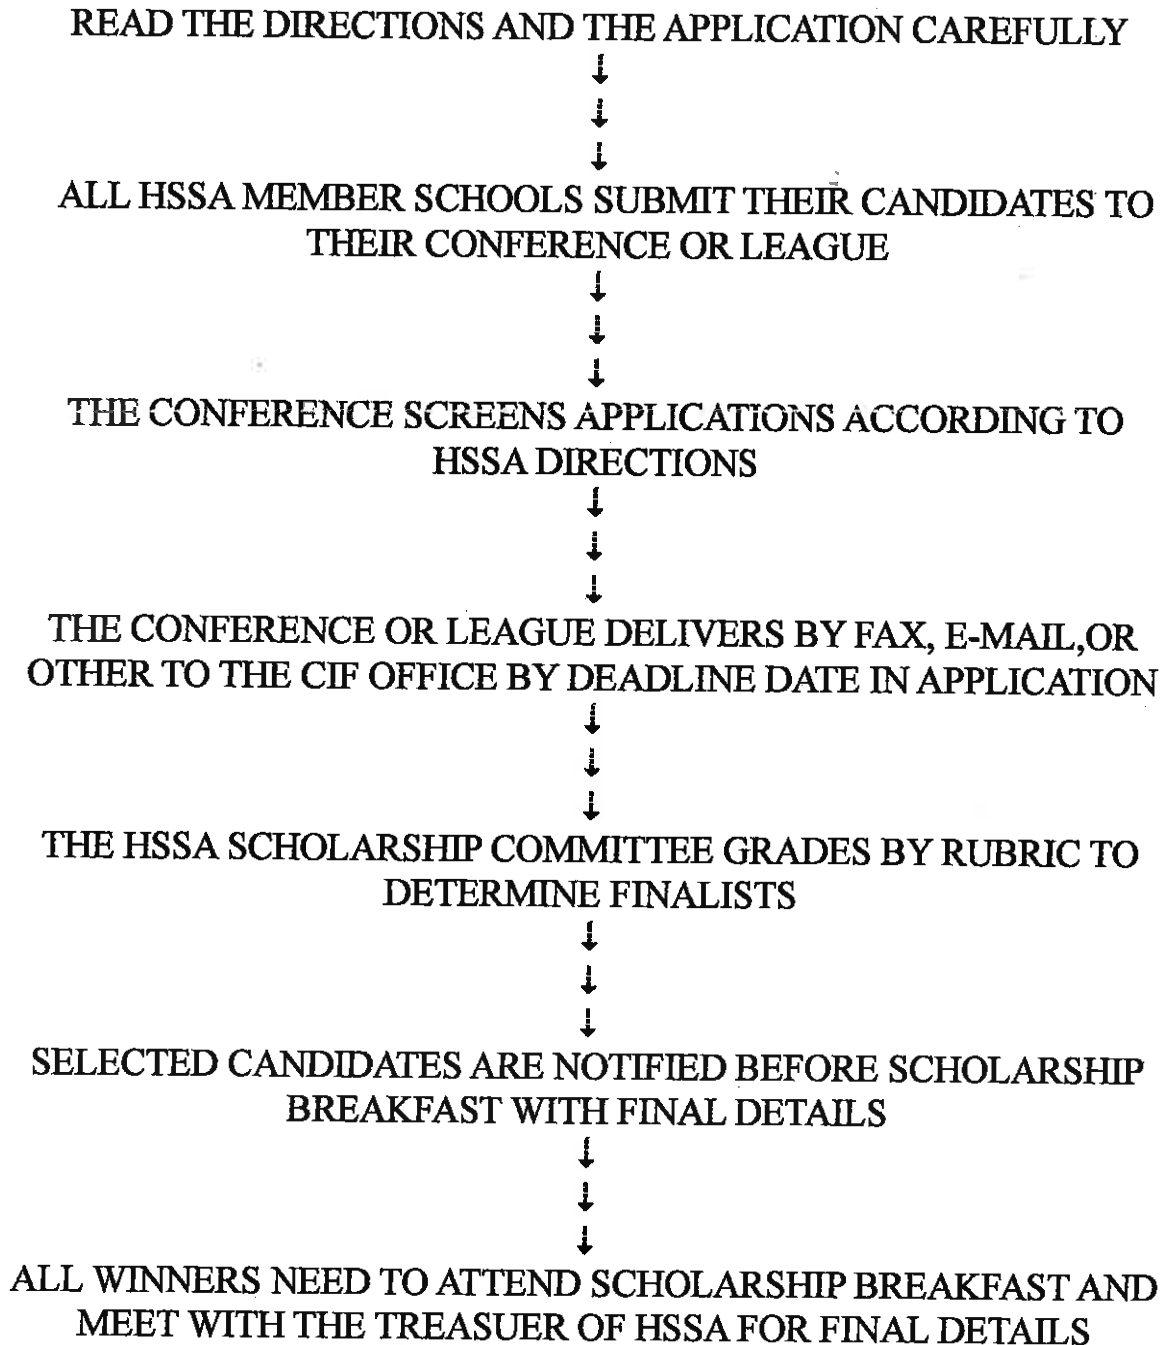 READ THE DIRECTIONS AND THE APPLICATION CAREFULLY
ALL HSSA MEMBER SCHOOLS SUBMIT THEIR CANDIDATES TO
THEIR CONFERENCE OR LEAGUE
THE CONFERENCE SCREENS APPLICATIONS ACCORDING TO
HSSA DIRECTIONS
THE CONFERENCE OR LEAGUE DELIVERS BY FAX, E-MAIL,OR
OTHER TO THE CIF OFFICE BY DEADLINE DATE IN APPLICATION
THE HSSA SCHOLARSHIP COMMITTEE GRADES BY RUBRIC TO
DETERMINE FINALISTS
SELECTED CANDIDATES ARE NOTIFIED BEFORE SCHOLARSHIP
BREAKFAST WITH FINAL DETAILS
ALL WINNERS NEED TO ATTEND SCHOLARSHIP BREAKFAST AND
MEET WITH THE TREASUER OF HSSA FOR FINAL DETAILS